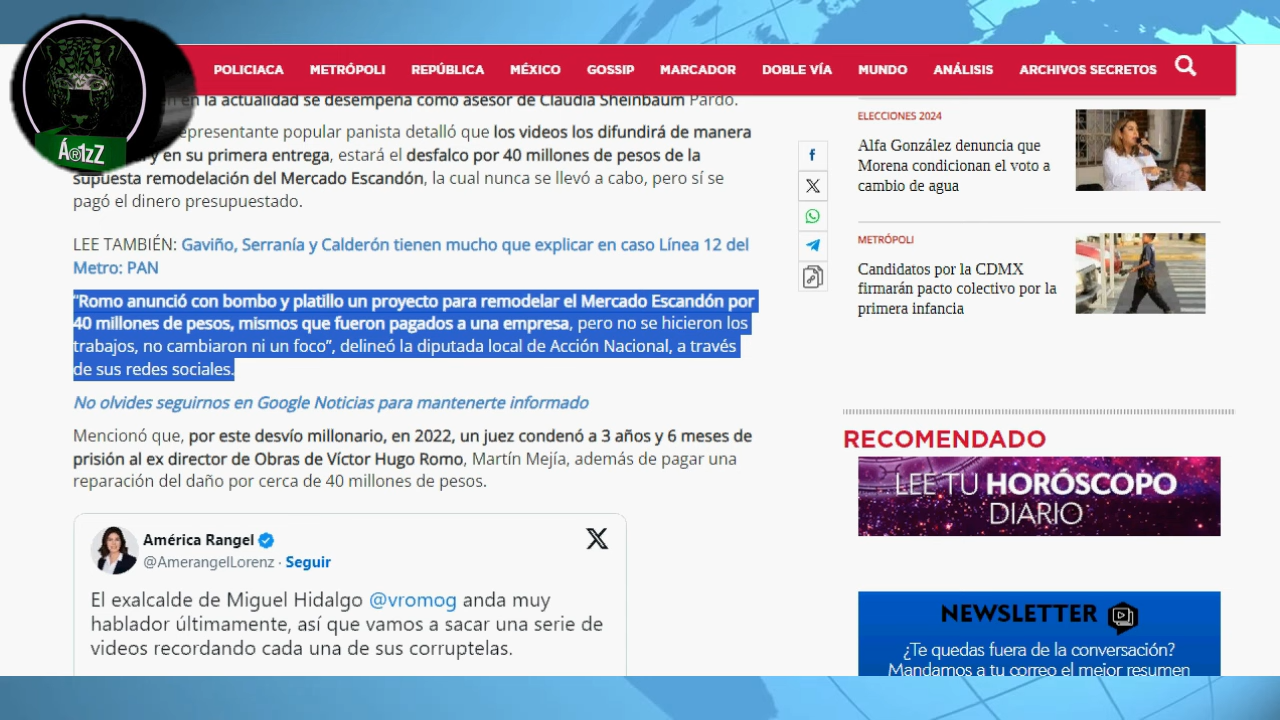 POLICIACA METRÓPOLI REPÚBLICA MÉXICO GOSSIP MARCADOR DOBLE VÍA MUNDO ANÁLISIS ARCHIVOS SECRETOS
Á®1zZ
en la actualidad se desempeña como asesor de Claudia Sheinbaum Pardo.
representante popular panista detalló que los videos los difundirá de manera
y en su primera entrega, estará el desfalco por 40 millones de pesos de la
supuesta remodelación del Mercado Escandón, la cual nunca se llevó a cabo, pero sí se
pagó el dinero presupuestado.
LEE TAMBIÉN: Gaviño, Serranía y Calderón tienen mucho que explicar en caso Línea 12 del
Metro: PAN
“Romo anunció con bombo y platillo un proyecto para remodelar el Mercado Escandón por
40 millones de pesos, mismos que fueron pagados a una empresa, pero no se hicieron los
trabajos, no cambiaron ni un foco”, delineó la diputada local de Acción Nacional, a través
de sus redes sociales.
No olvides seguirnos en Google Noticias para mantenerte informado
Mencionó que, por este desvío millonario, en 2022, un juez condenó a 3 años y 6 meses de
prisión al ex director de Obras de Víctor Hugo Romo, Martín Mejía, además de pagar una
reparación del daño por cerca de 40 millones de pesos.
América Rangel
@AmerangelLorenz · Seguir
El exalcalde de Miguel Hidalgo @vromog anda muy
hablador últimamente, así que vamos a sacar una serie de
videos recordando cada una de sus corruptelas.
ELECCIONES 2024
Alfa González denuncia que
Morena condicionan el voto a
cambio de agua
METRÓPOLI
Candidatos por la CDMX
firmarán pacto colectivo por la
primera infancia
RECOMENDADO
LEE TU HORÓSCOPO
DIARIO
NEWSLETTER
¿Te quedas fuera de la conversación?
Mandamos a tu correo el mejor resumen